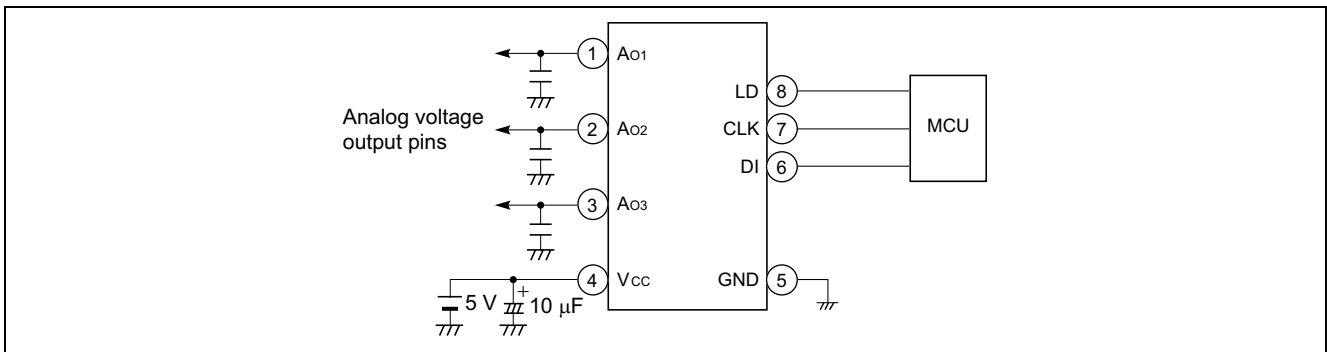 1 AO1
LD 8
Analog voltage
output pins
2 AO2
CLK 7
MCU
DI 6
3 AO3
4 VCC
GND 5
5 V
+
10 μF